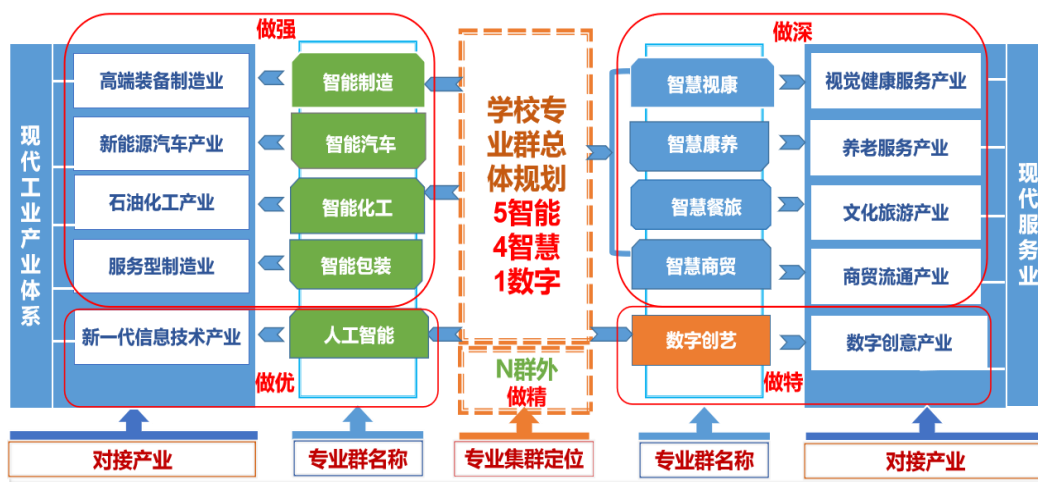 做强
现代工业产业体系
高端装备制造业
新能源汽车产业
石油化工产业
服务型制造业
新一代信息技术产业
智能制造
智能汽车
智能化工
智能包装
人工智能
做优
学校专
业群总
体规划
5智能
4智慧
1数字
N群外
做精
做深
智慧视康
智慧康养
智慧餐旅
智慧商贸
数字创艺
视觉健康服务产业
养老服务产业
文化旅游产业
商贸流通产业
数字创意产业
做特
现代服务业
对接产业
专业群名称
专业集群定位
专业群名称
对接产业